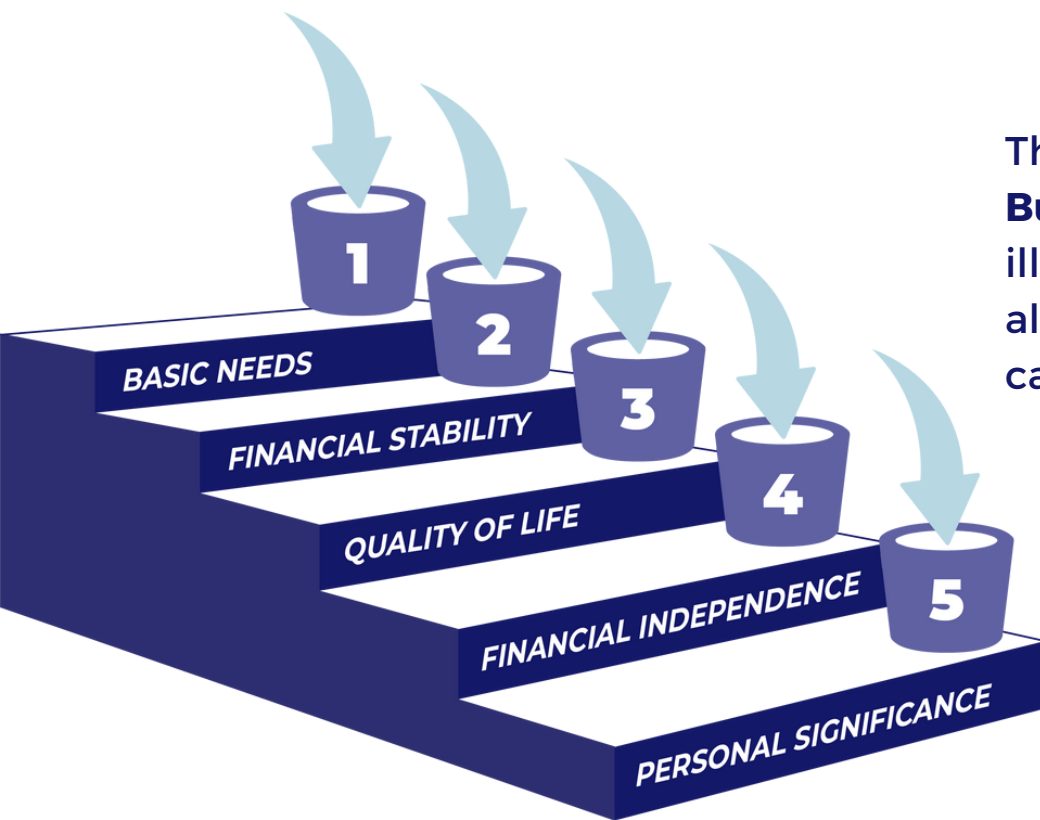 1
2
3
4
5
BASIC NEEDS
FINANCIAL STABILITY
QUALITY OF LIFE
FINANCIAL INDEPENDENCE
PERSONAL SIGNIFICANCE